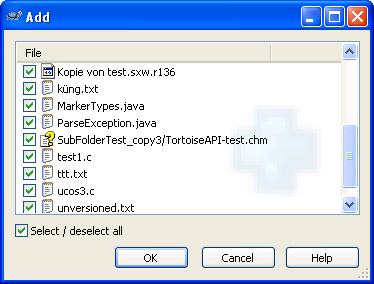 Add
File
Kopie von test.sxw.r136
küng.txt
MarkerTypes.java
ParseException.java
SubFolderTest_copy3/TortoiseAPI-test.chm
test1.c
ttt.txt
ucos3.c
unversioned.txt
Select / deselect all
OK Cancel Help